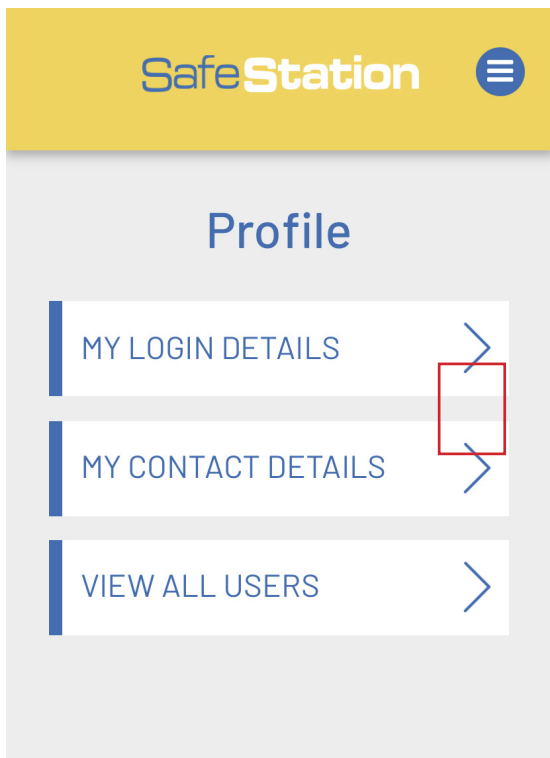 SafeStation
Profile
MY LOGIN DETAILS
MY CONTACT DETAILS
VIEW ALL USERS